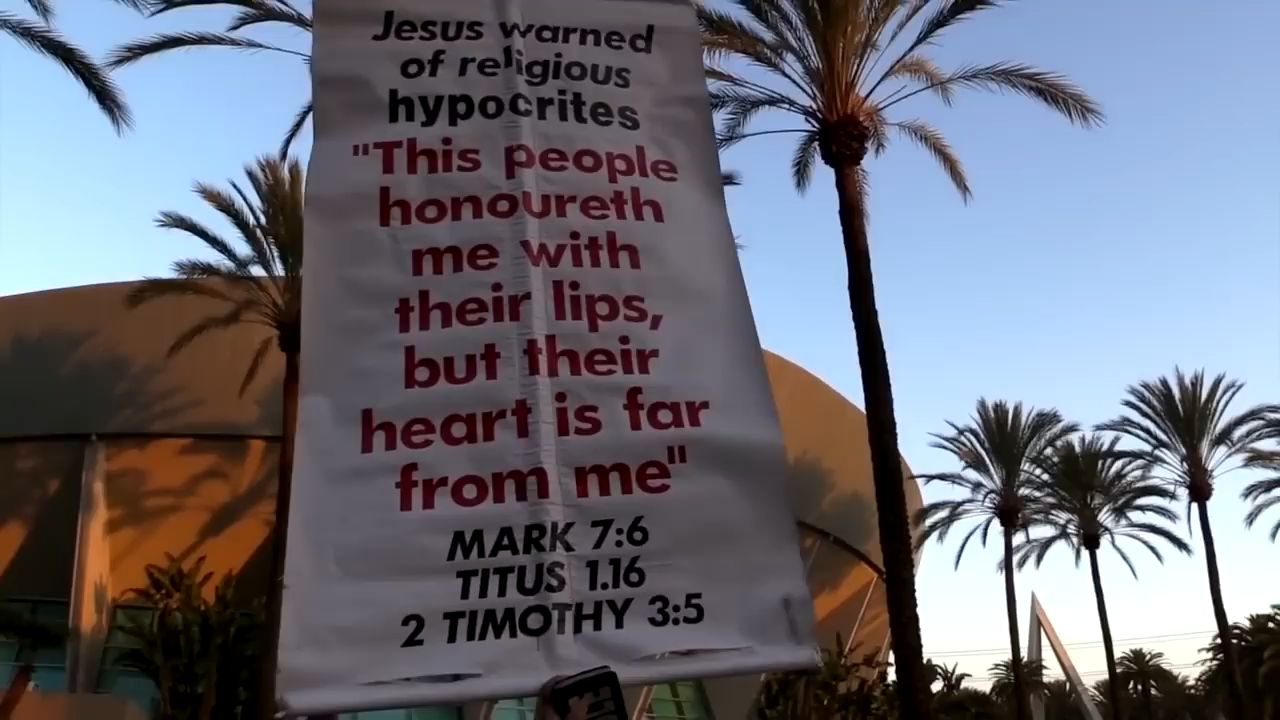 Jesus warned
of religious
hypocrites
"This people
honoureth
me with
their lips,
but their
heart is far
from me"
MARK 7:6
TITUS 1.16
2 TIMOTHY 3:5